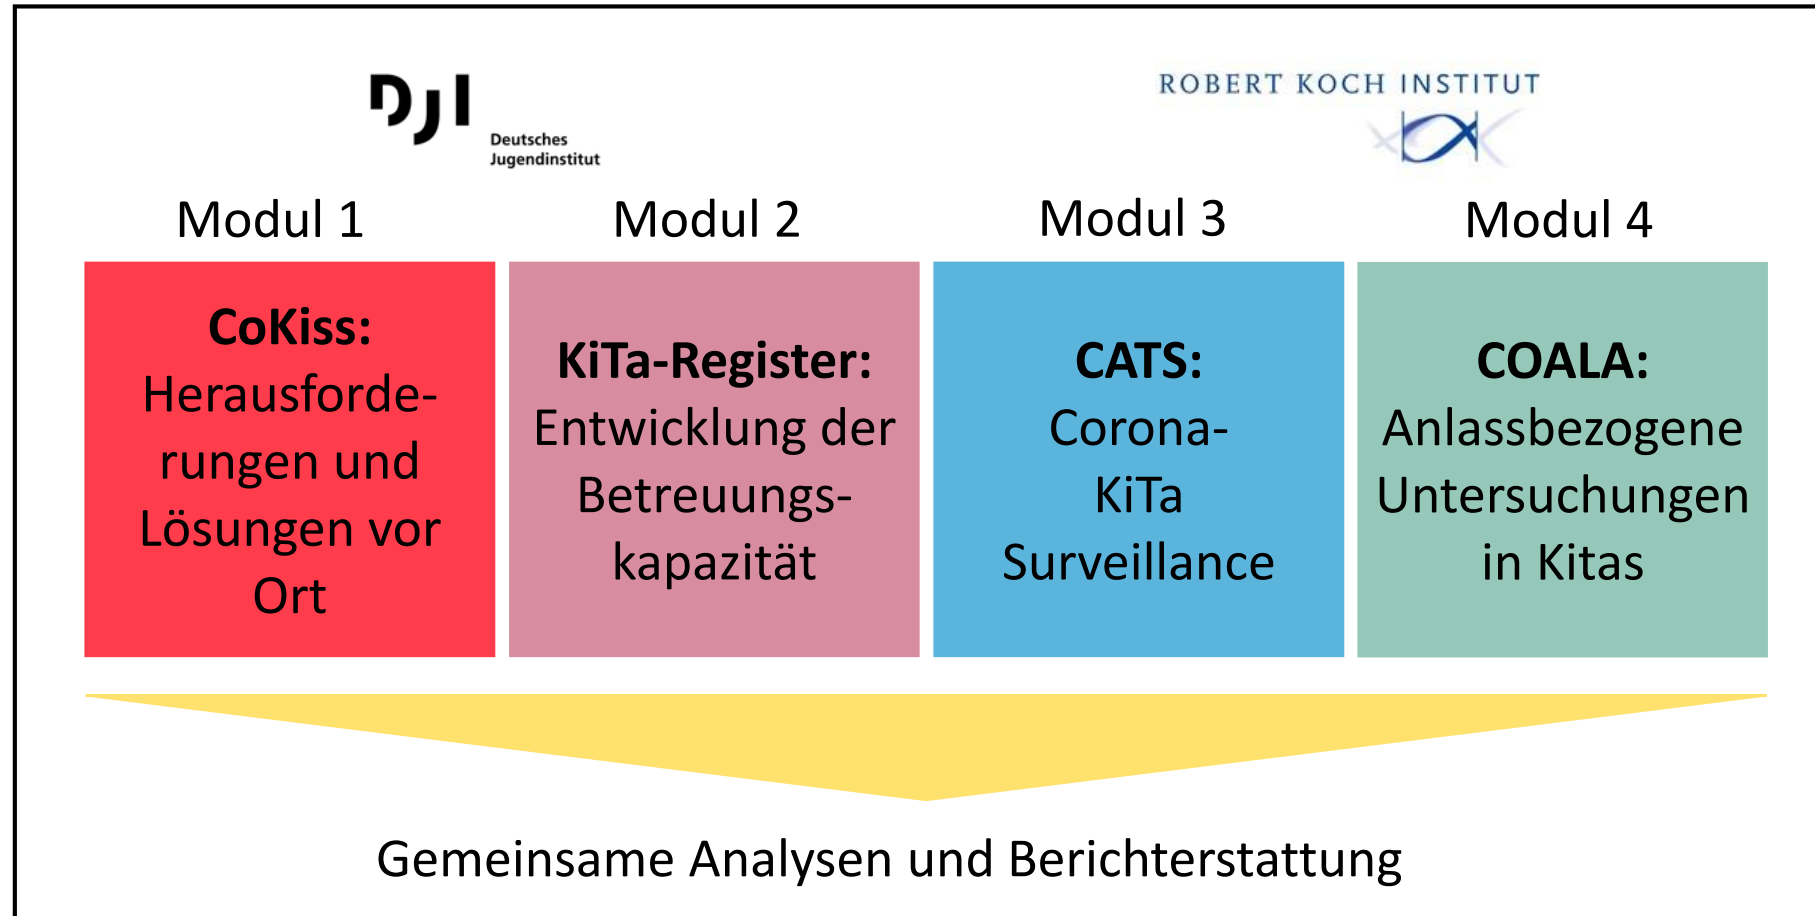 DJI
Deutsches
Jugendinstitut
ROBERT KOCH INSTITUT
Modul 1
CoKiss:
Herausforde-
rungen und
Lösungen vor
Ort
Modul 2
KiTa-Register:
Entwicklung der
Betreuungs-
kapazität
Modul 3
CATS:
Corona-
KiTa
Surveillance
Modul 4
COALA:
Anlassbezogene
Untersuchungen
in Kitas
Gemeinsame Analysen und Berichterstattung